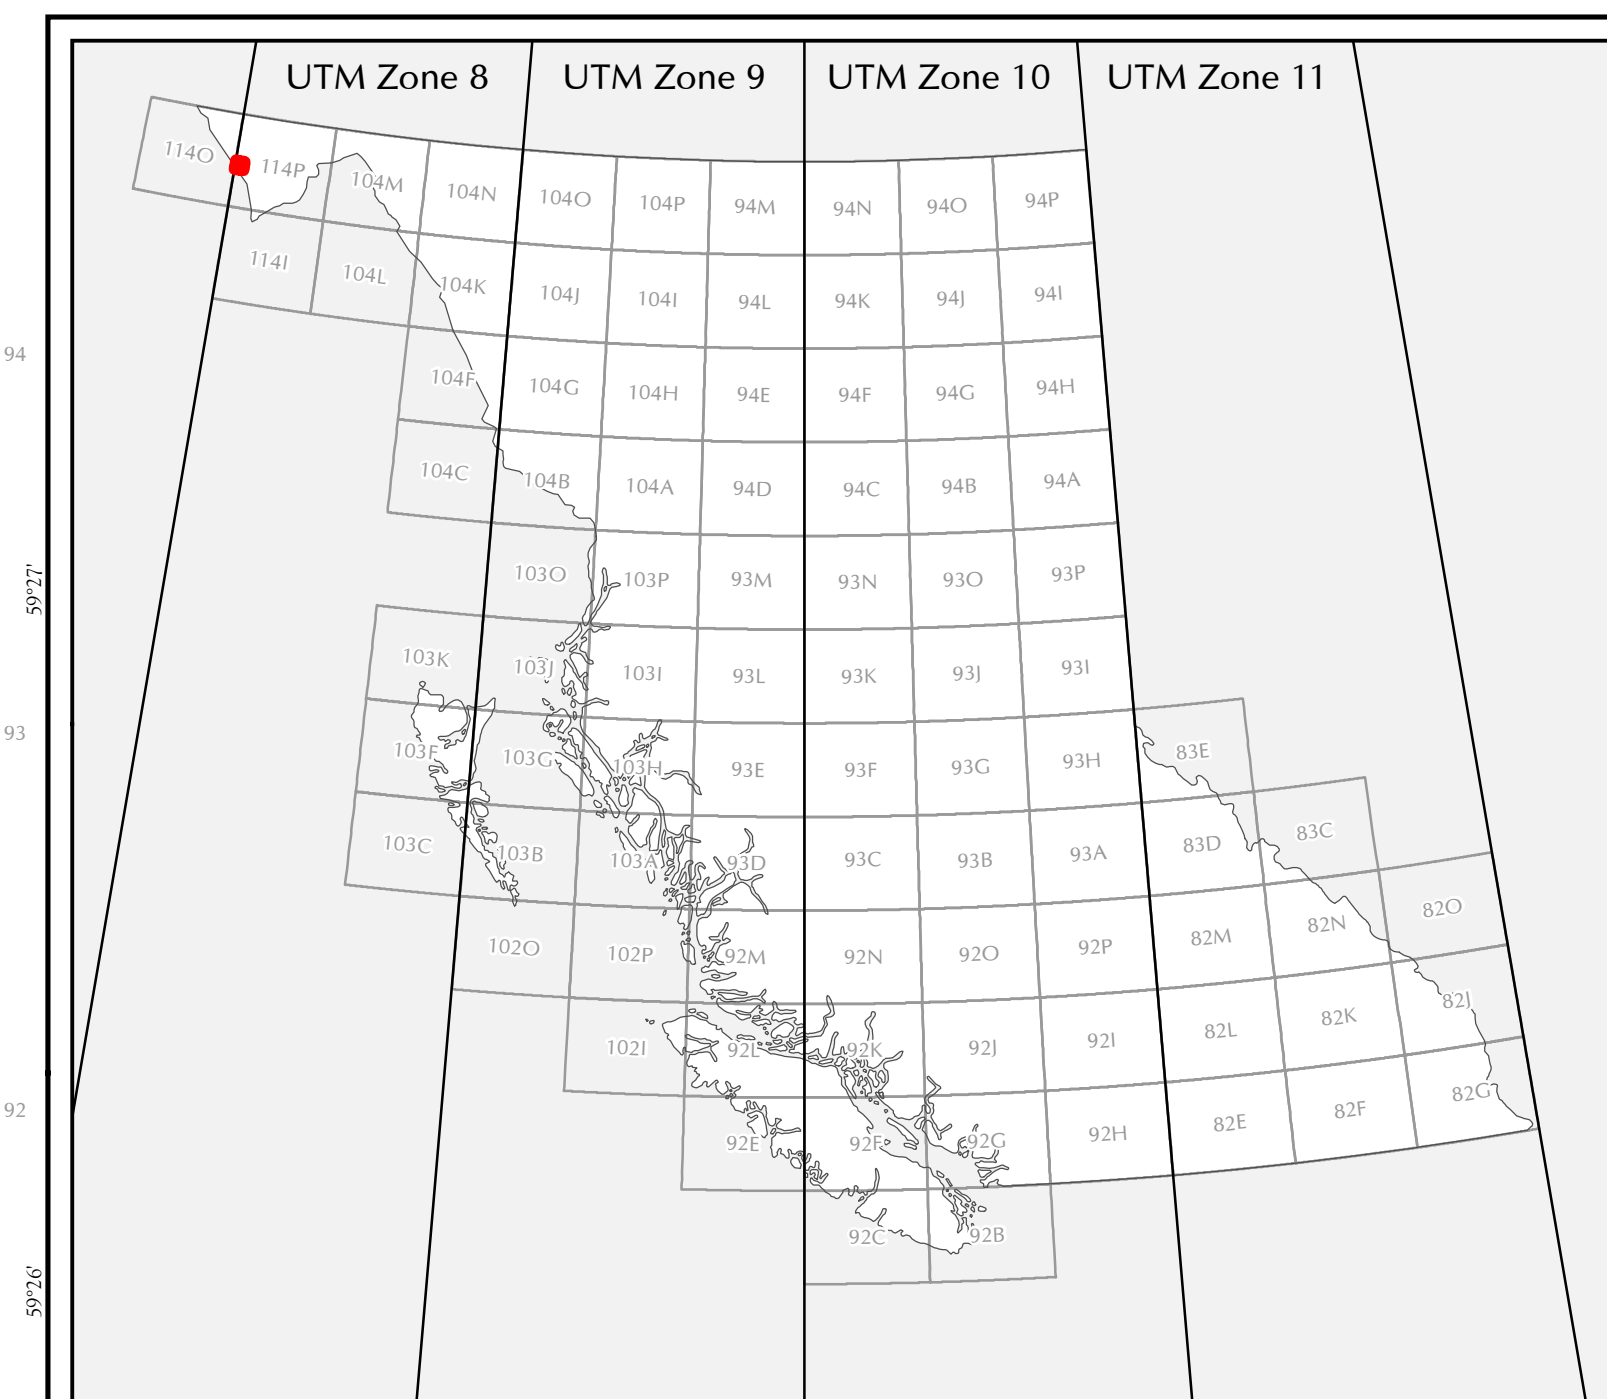 UTM Zone 8 UTM Zone 9 UTM Zone 10 UTM Zone 11
114O 114P 104M 104N 104O 104P 94M 94N 94O 94P
114I 104L 104K 104J 104I 94L 94K 94J 94I
94
104F 104G 104H 94E 94F 94G 94H
104C 104B 104A 94D 94C 94B 94A
59°27'
103O 103P 93M 93N 93O 93P
103K 103J 103I 93L 93K 93J 93I
93
103F 103G 103H 93E 93F 93G 93H 83E
103C 103B 103A 93D 93C 93B 93A 83D 83C
102O 102P 92M 92N 92O 92P 82M 82N 82O
102I 92L 92K 92J 92I 82L 82K 82J
92
92E 92F 92G 92H 82E 82F 82G
92C 92B
59°26'